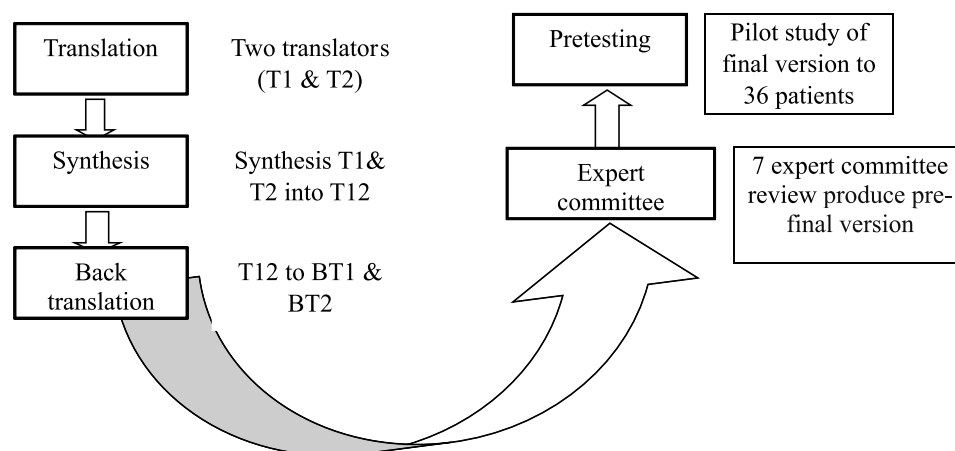 Translation
Two translators
(T1 & T2)
Synthesis
Synthesis T1&
T2 into T12
Back
translation
T12 to BT1 &
BT2
Expert
committee
7 expert committee
review produce pre-
final version
Pretesting
Pilot study of
final version to
36 patients